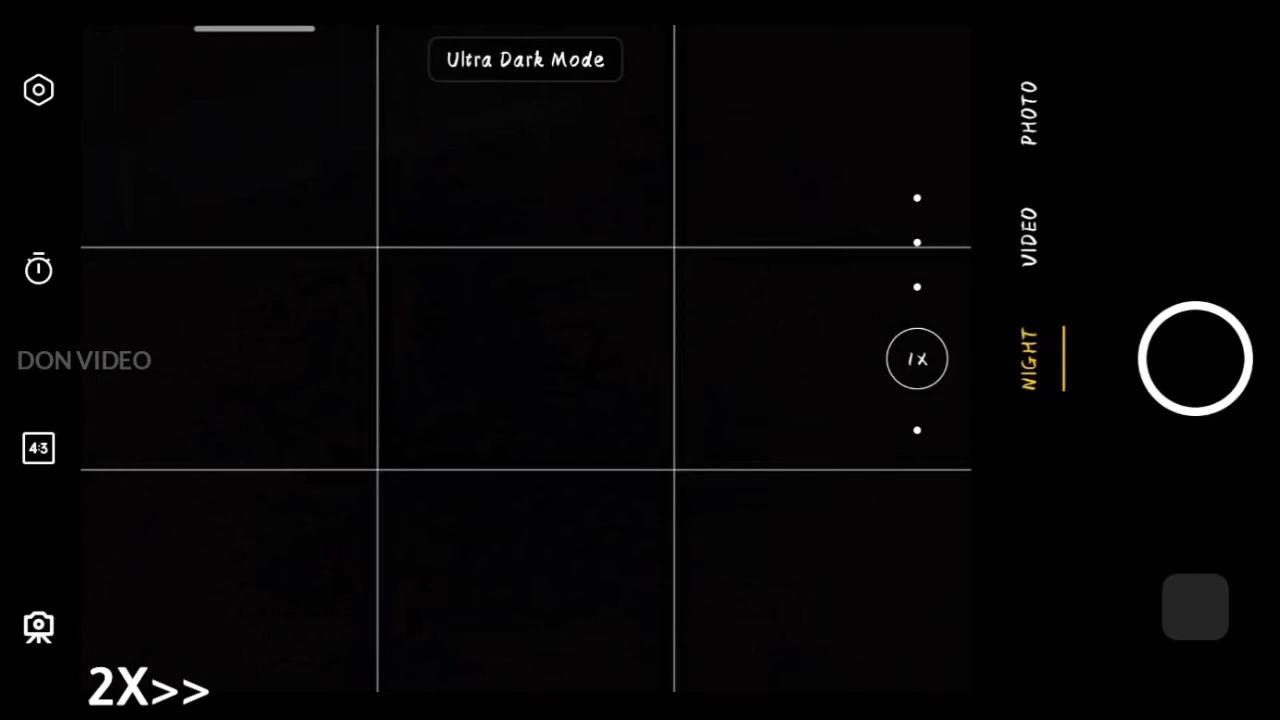 Ultra Dark Mode
PHOTO
VIDEO
NIGHT
1X
DON VIDEO
4:3
2X>>